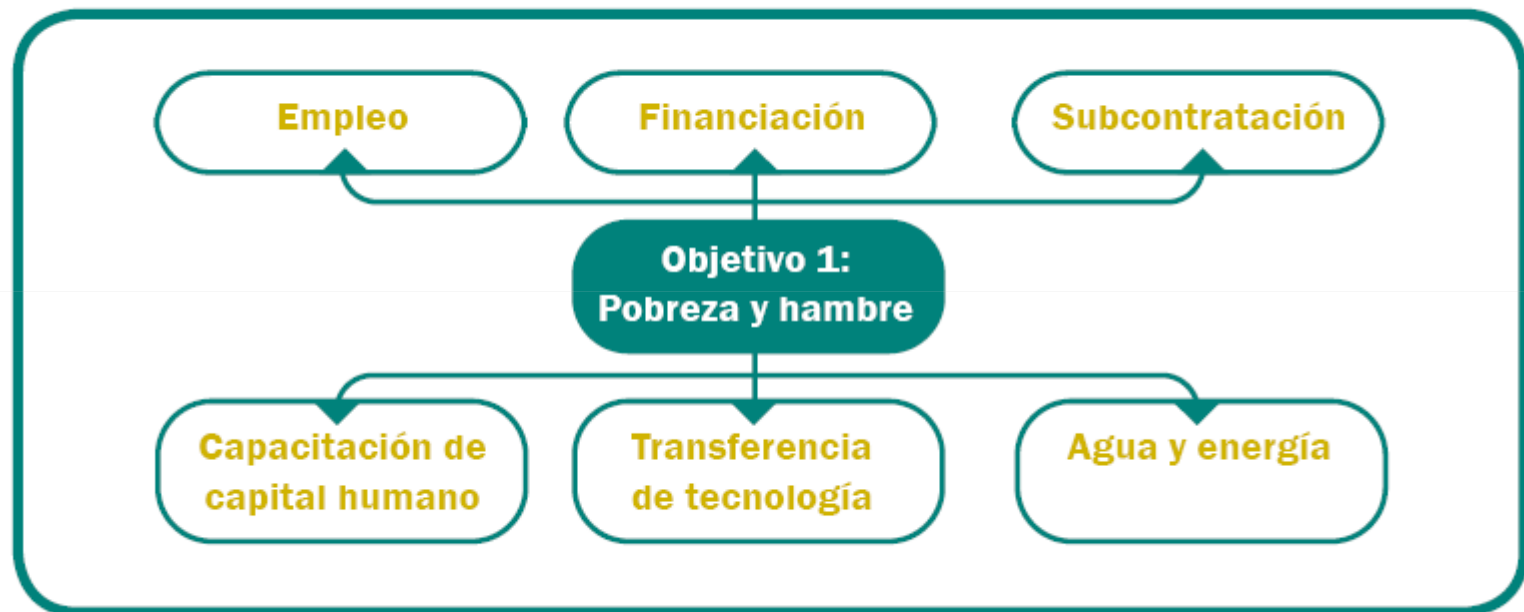 Empleo
Financiación
Subcontratación
Objetivo 1:
Pobreza y hambre
Capacitación de
capital humano
Transferencia
de tecnología
Agua y energía